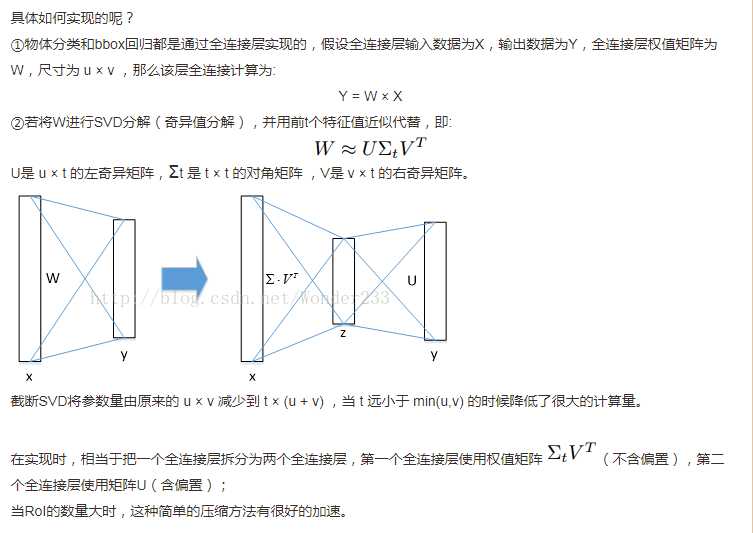 具体如何实现的呢？
①物体分类和bbox回归都是通过全连接层实现的，假设全连接层输入数据为X，输出数据为Y，全连接层权值矩阵为
W，尺寸为 u × v ，那么该层全连接计算为:
Y = W × X
②若将W进行SVD分解（奇异值分解），并用前t个特征值近似代替，即:
W ≈ UΣ_tV^T
U是 u × t 的左奇异矩阵，Σt 是 t × t 的对角矩阵 ，V是 v × t 的右奇异矩阵。
W
Σ · V^T
U
http://blog.csdn.net/Wonder233
z
y
y
x
x
截断SVD将参数量由原来的 u × v 减少到 t × (u + v) ，当 t 远小于 min(u,v) 的时候降低了很大的计算量。
在实现时，相当于把一个全连接层拆分为两个全连接层，第一个全连接层使用权值矩阵 Σ_tV^T （不含偏置），第二
个全连接层使用矩阵U（含偏置）；
当RoI的数量大时，这种简单的压缩方法有很好的加速。